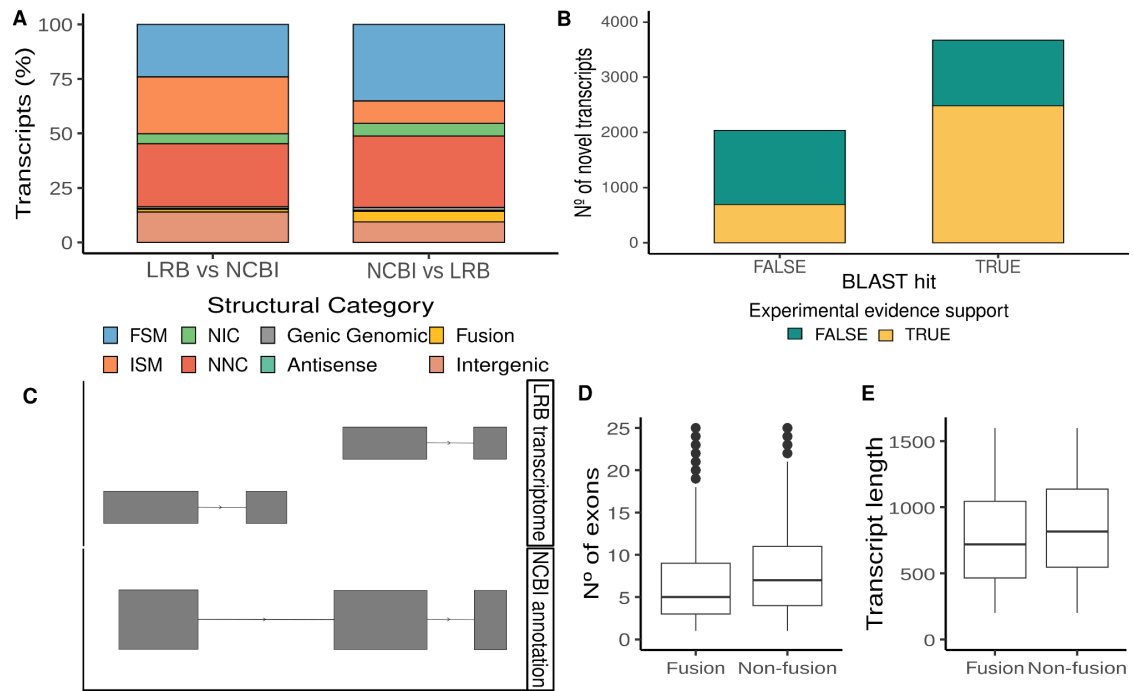 A
Transcripts (%)
100
75
50
25
0
LRB vs NCBI
NCBI vs LRB
Structural Category
FSM
NIC
Genic Genomic
Fusion
ISM
NNC
Antisense
Intergenic
B
Nº of novel transcripts
4000
3000
2000
1000
0
FALSE
TRUE
BLAST hit
Experimental evidence support
FALSE
TRUE
C
LRB transcriptome
NCBI annotation
D
Nº of exons
25
20
15
10
5
0
Fusion
Non-fusion
E
Transcript length
1500
1000
500
0
Fusion
Non-fusion